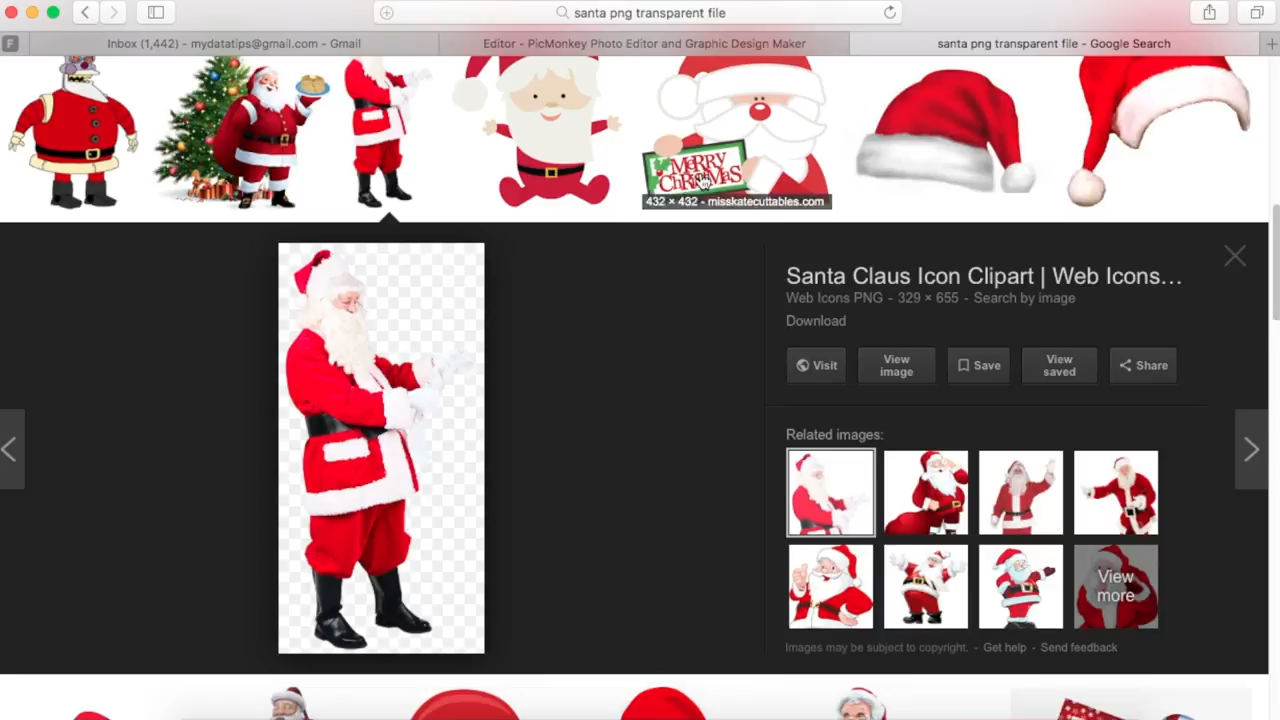 santa png transparent file
F
Inbox (1,442) - mydatatips@gmail.com - Gmail
Editor - PicMonkey Photo Editor and Graphic Design Maker
santa png transparent file - Google Search
MERRY
CHRISTMAS
432 × 432 - misskatecuttables.com
Santa Claus Icon Clipart | Web Icons…
Web Icons PNG - 329 × 655 - Search by image
Download
Visit
View
image
Save
View
saved
Share
Related images:
View
more
Images may be subject to copyright. - Get help - Send feedback